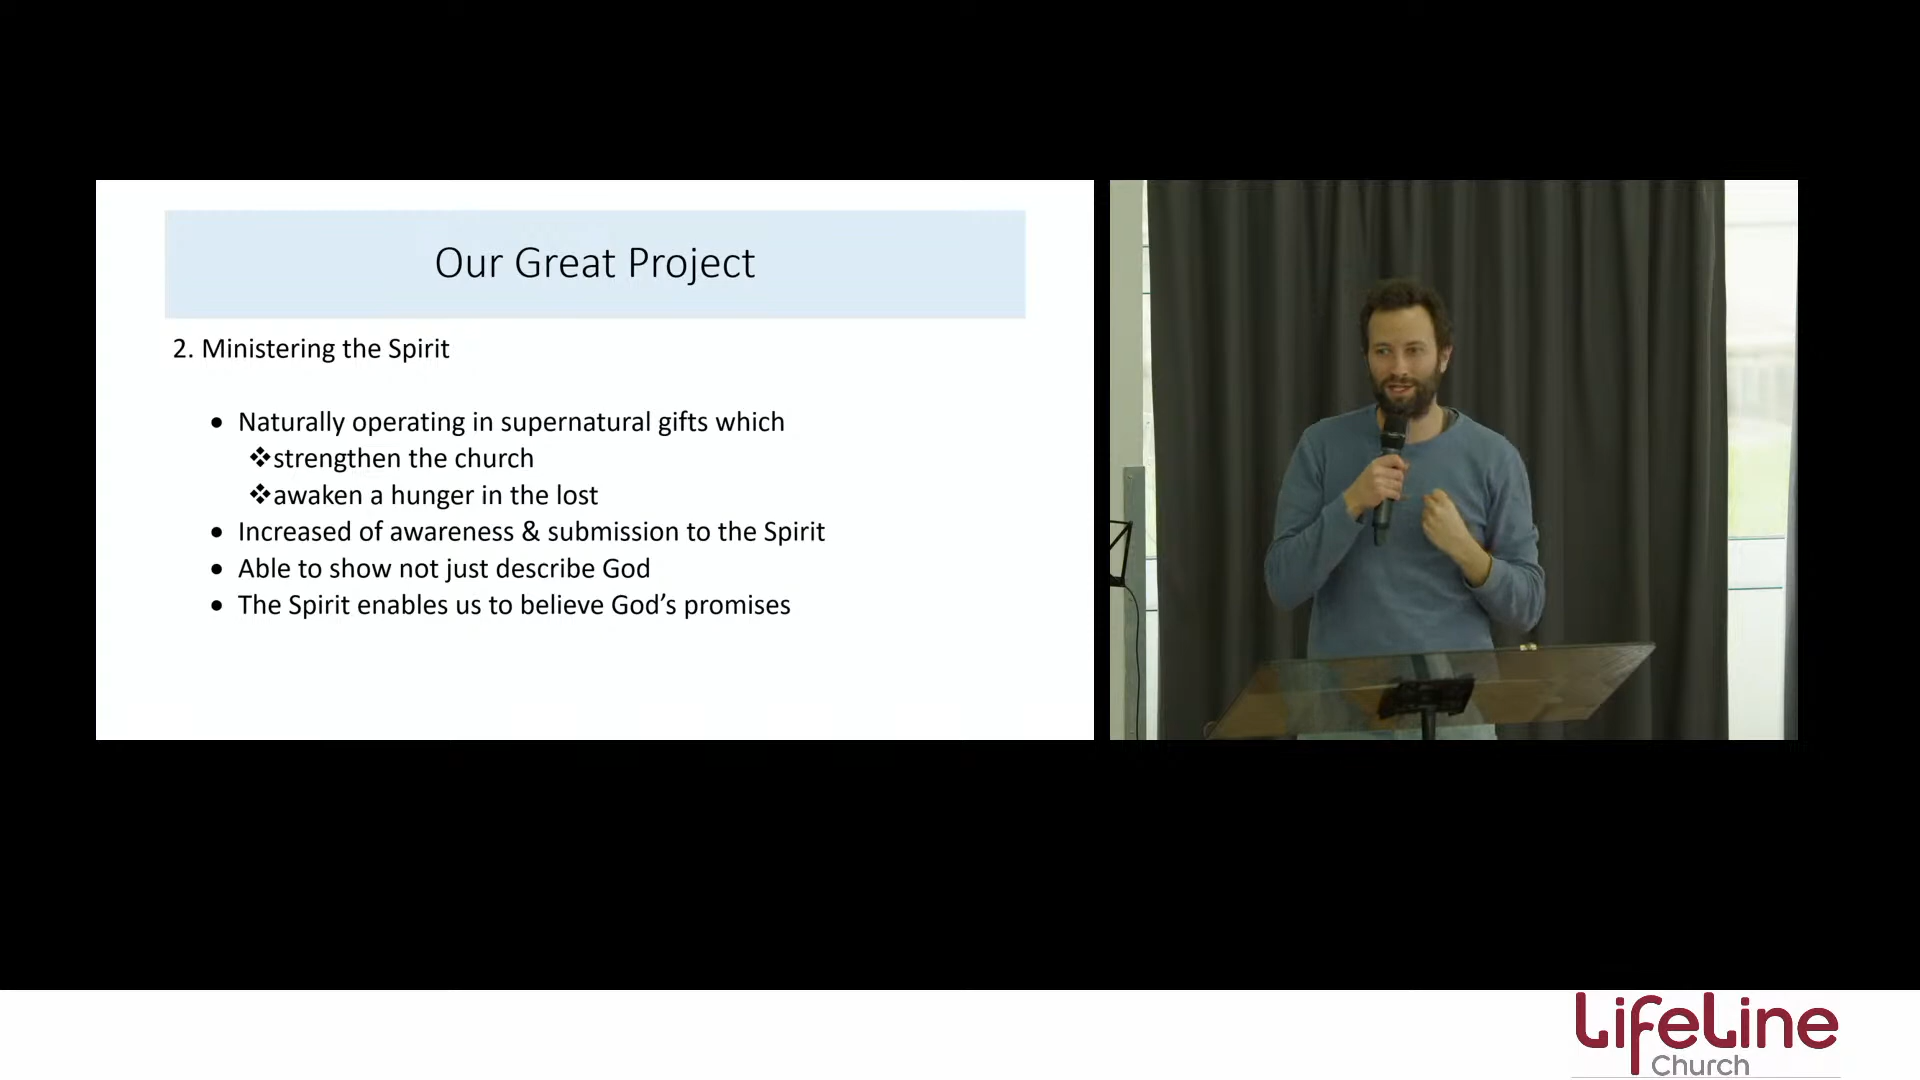 Our Great Project
2. Ministering the Spirit
• Naturally operating in supernatural gifts which
❖strengthen the church
❖awaken a hunger in the lost
• Increased of awareness & submission to the Spirit
• Able to show not just describe God
• The Spirit enables us to believe God’s promises
LifeLine
Church